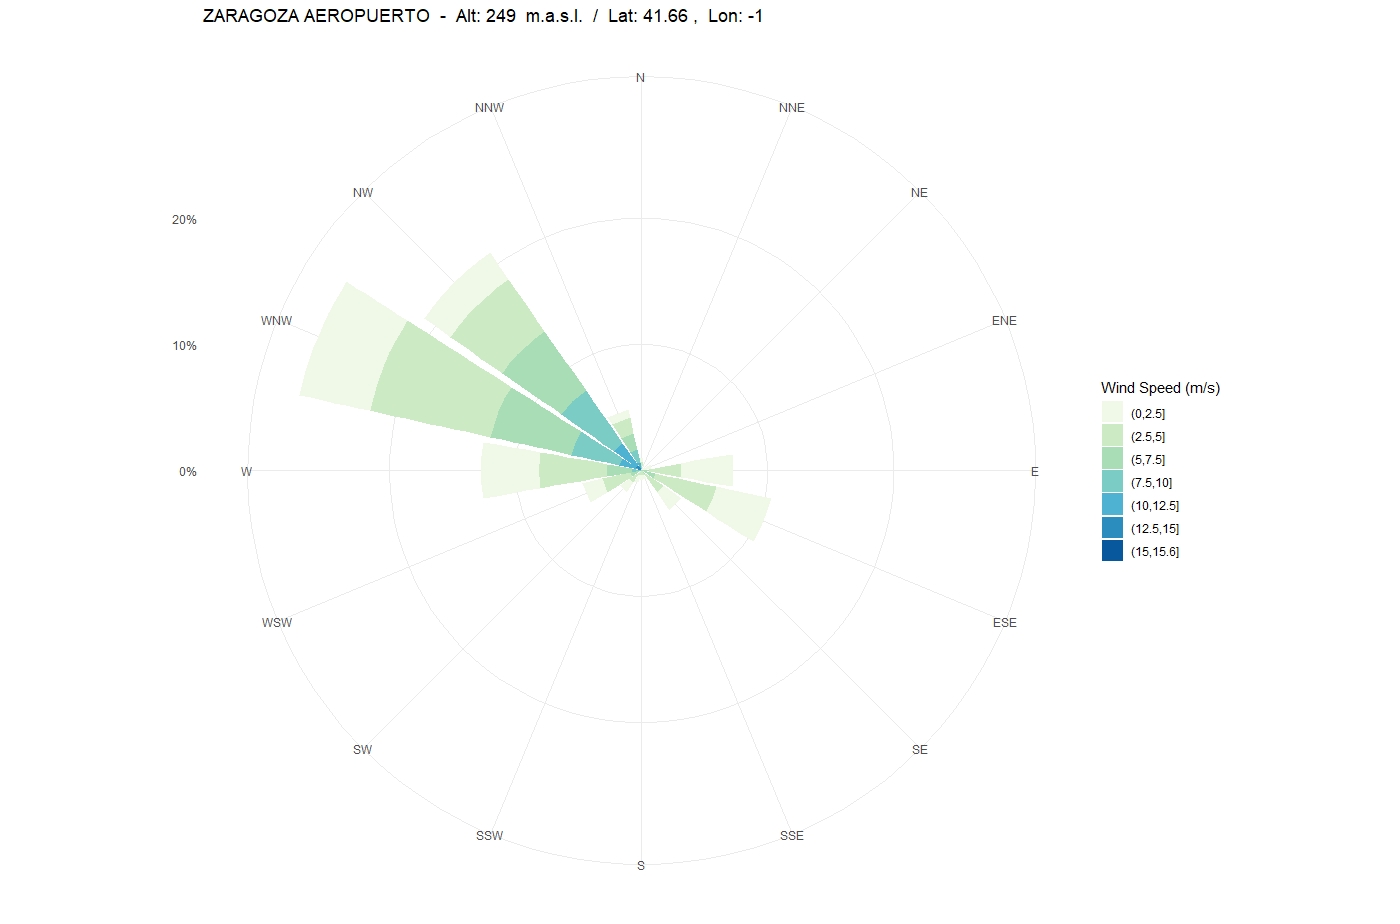 ZARAGOZA AEROPUERTO - Alt: 249 m.a.s.l. / Lat: 41.66 , Lon: -1
N
NNW
NNE
NW
NE
20%
WNW
ENE
10%
0%
W
E
Wind Speed (m/s)
(0,2.5]
(2.5,5]
(5,7.5]
(7.5,10]
(10,12.5]
(12.5,15]
(15,15.6]
WSW
ESE
SW
SE
SSW
SSE
S